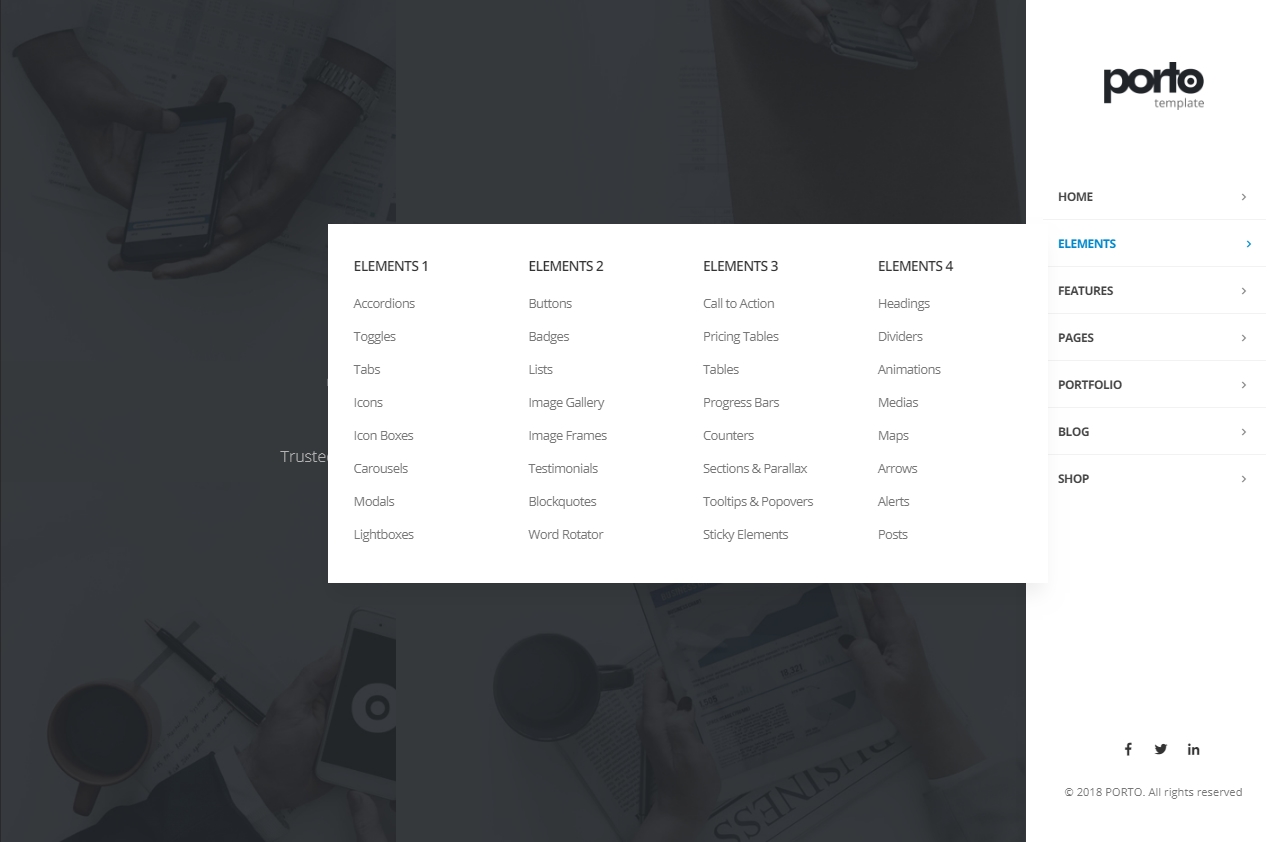 porto
template
HOME
ELEMENTS
FEATURES
PAGES
PORTFOLIO
BLOG
SHOP
ELEMENTS 1
Accordions
Toggles
Tabs
Icons
Icon Boxes
Carousels
Modals
Lightboxes
ELEMENTS 2
Buttons
Badges
Lists
Image Gallery
Image Frames
Testimonials
Blockquotes
Word Rotator
ELEMENTS 3
Call to Action
Pricing Tables
Tables
Progress Bars
Counters
Sections & Parallax
Tooltips & Popovers
Sticky Elements
ELEMENTS 4
Headings
Dividers
Animations
Medias
Maps
Arrows
Alerts
Posts
BUSINESS
© 2018 PORTO. All rights reserved